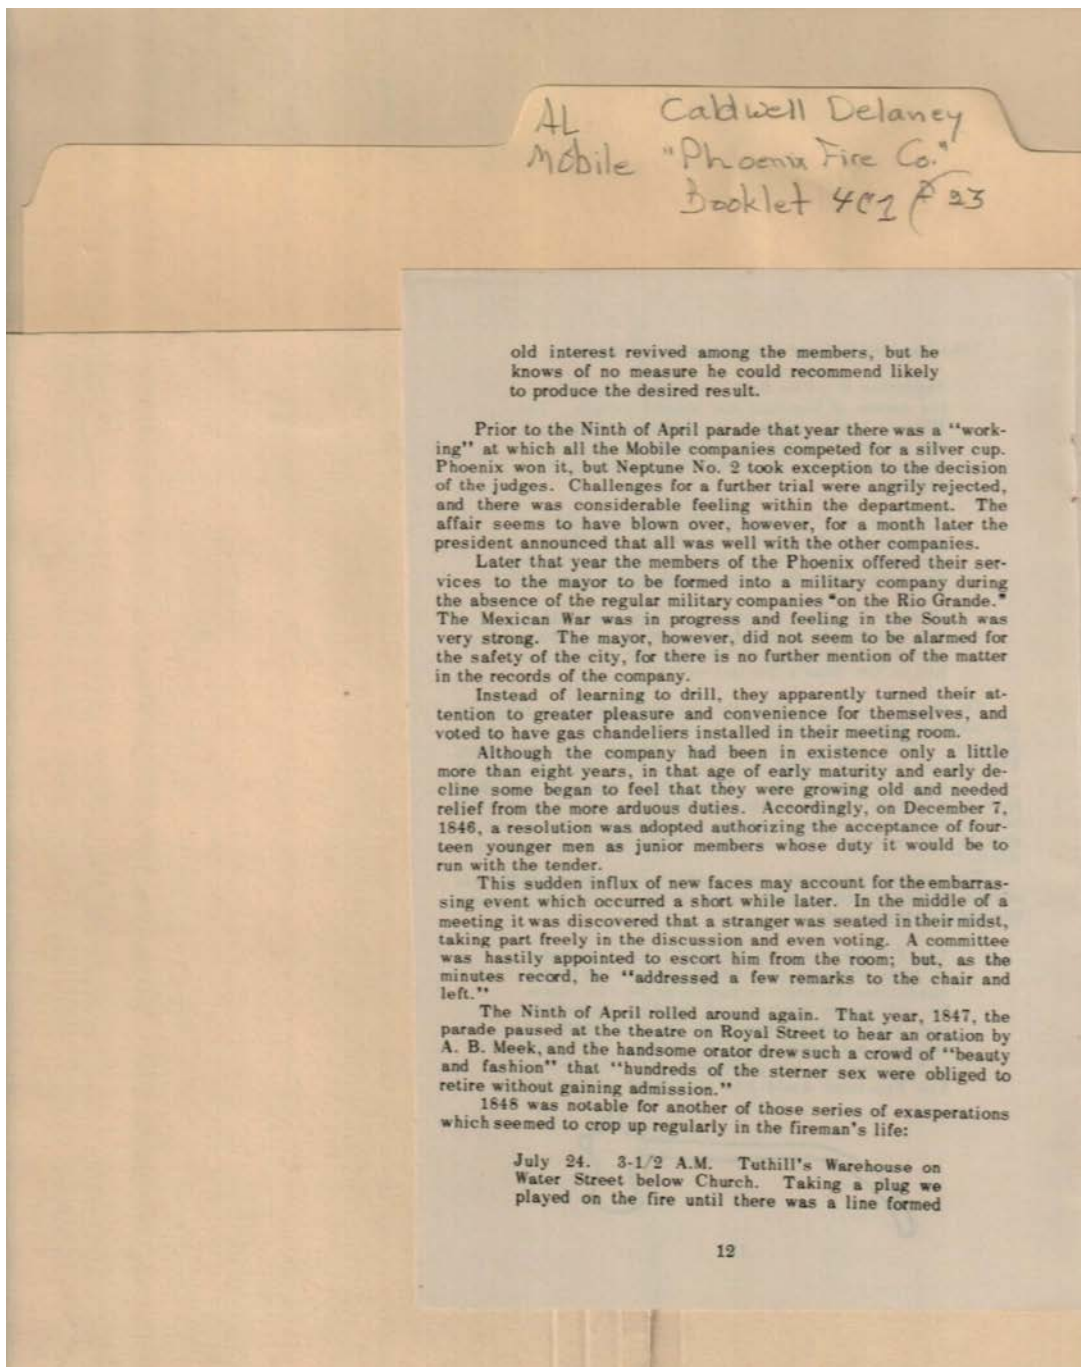 AL Caldwell Delaney
Mobile "Phoenix Fire Co."
Booklet 4C1 F 93
old interest revived among the members, but he
knows of no measure he could recommend likely
to produce the desired result.
Prior to the Ninth of April parade that year there was a "work-
ing" at which all the Mobile companies competed for a silver cup.
Phoenix won it, but Neptune No. 2 took exception to the decision
of the judges. Challenges for a further trial were angrily rejected,
and there was considerable feeling within the department. The
affair seems to have blown over, however, for a month later the
president announced that all was well with the other companies.
Later that year the members of the Phoenix offered their ser-
vices to the mayor to be formed into a military company during
the absence of the regular military companies "on the Rio Grande."
The Mexican War was in progress and feeling in the South was
very strong. The mayor, however, did not seem to be alarmed for
the safety of the city, for there is no further mention of the matter
in the records of the company.
Instead of learning to drill, they apparently turned their at-
tention to greater pleasure and convenience for themselves, and
voted to have gas chandeliers installed in their meeting room.
Although the company had been in existence only a little
more than eight years, in that age of early maturity and early de-
cline some began to feel that they were growing old and needed
relief from the more arduous duties. Accordingly, on December 7,
1846, a resolution was adopted authorizing the acceptance of four-
teen younger men as junior members whose duty it would be to
run with the tender.
This sudden influx of new faces may account for the embarras-
sing event which occurred a short while later. In the middle of a
meeting it was discovered that a stranger was seated in their midst,
taking part freely in the discussion and even voting. A committee
was hastily appointed to escort him from the room; but, as the
minutes record, he "addressed a few remarks to the chair and
left."
The Ninth of April rolled around again. That year, 1847, the
parade paused at the theatre on Royal Street to hear an oration by
A. B. Meek, and the handsome orator drew such a crowd of "beauty
and fashion" that "hundreds of the sterner sex were obliged to
retire without gaining admission."
1848 was notable for another of those series of exasperations
which seemed to crop up regularly in the fireman's life:
July 24. 3-1/2 A.M. Tuthill's Warehouse on
Water Street below Church. Taking a plug we
played on the fire until there was a line formed
12